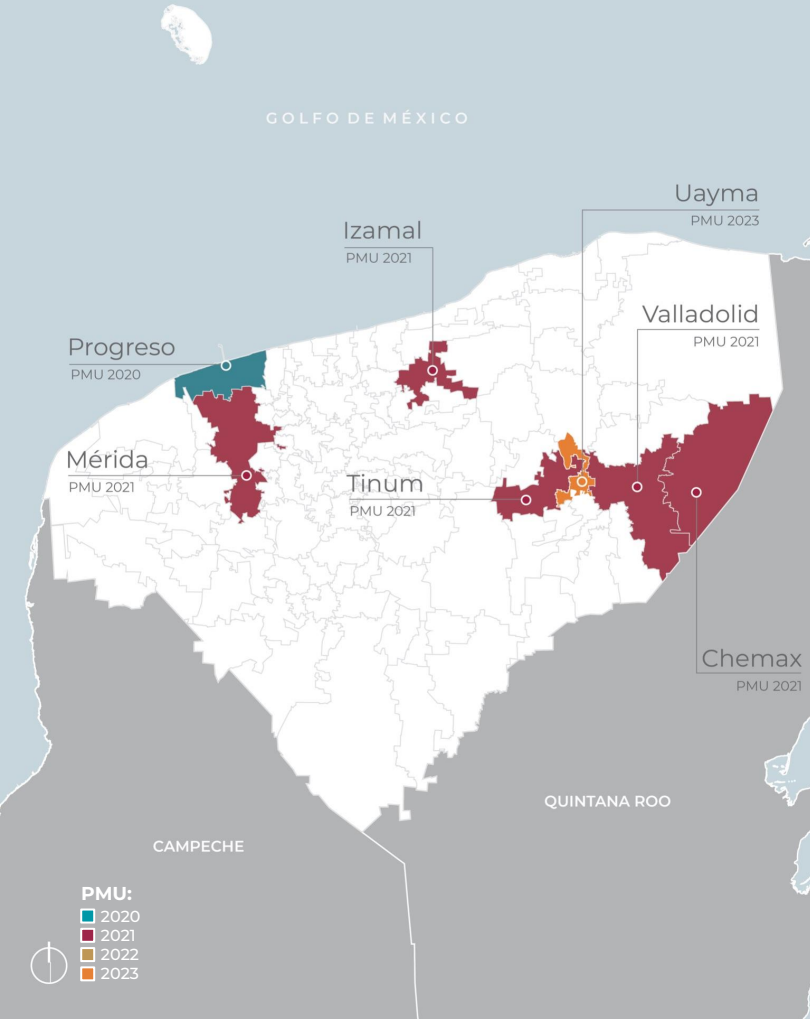 GOLFO DE MÉXICO
Uayma
PMU 2023
Izamal
PMU 2021
Valladolid
PMU 2021
Progreso
PMU 2020
Mérida
PMU 2021
Tinum
PMU 2021
Chemax
PMU 2021
QUINTANA ROO
CAMPECHE
PMU:
2020
2021
2022
2023